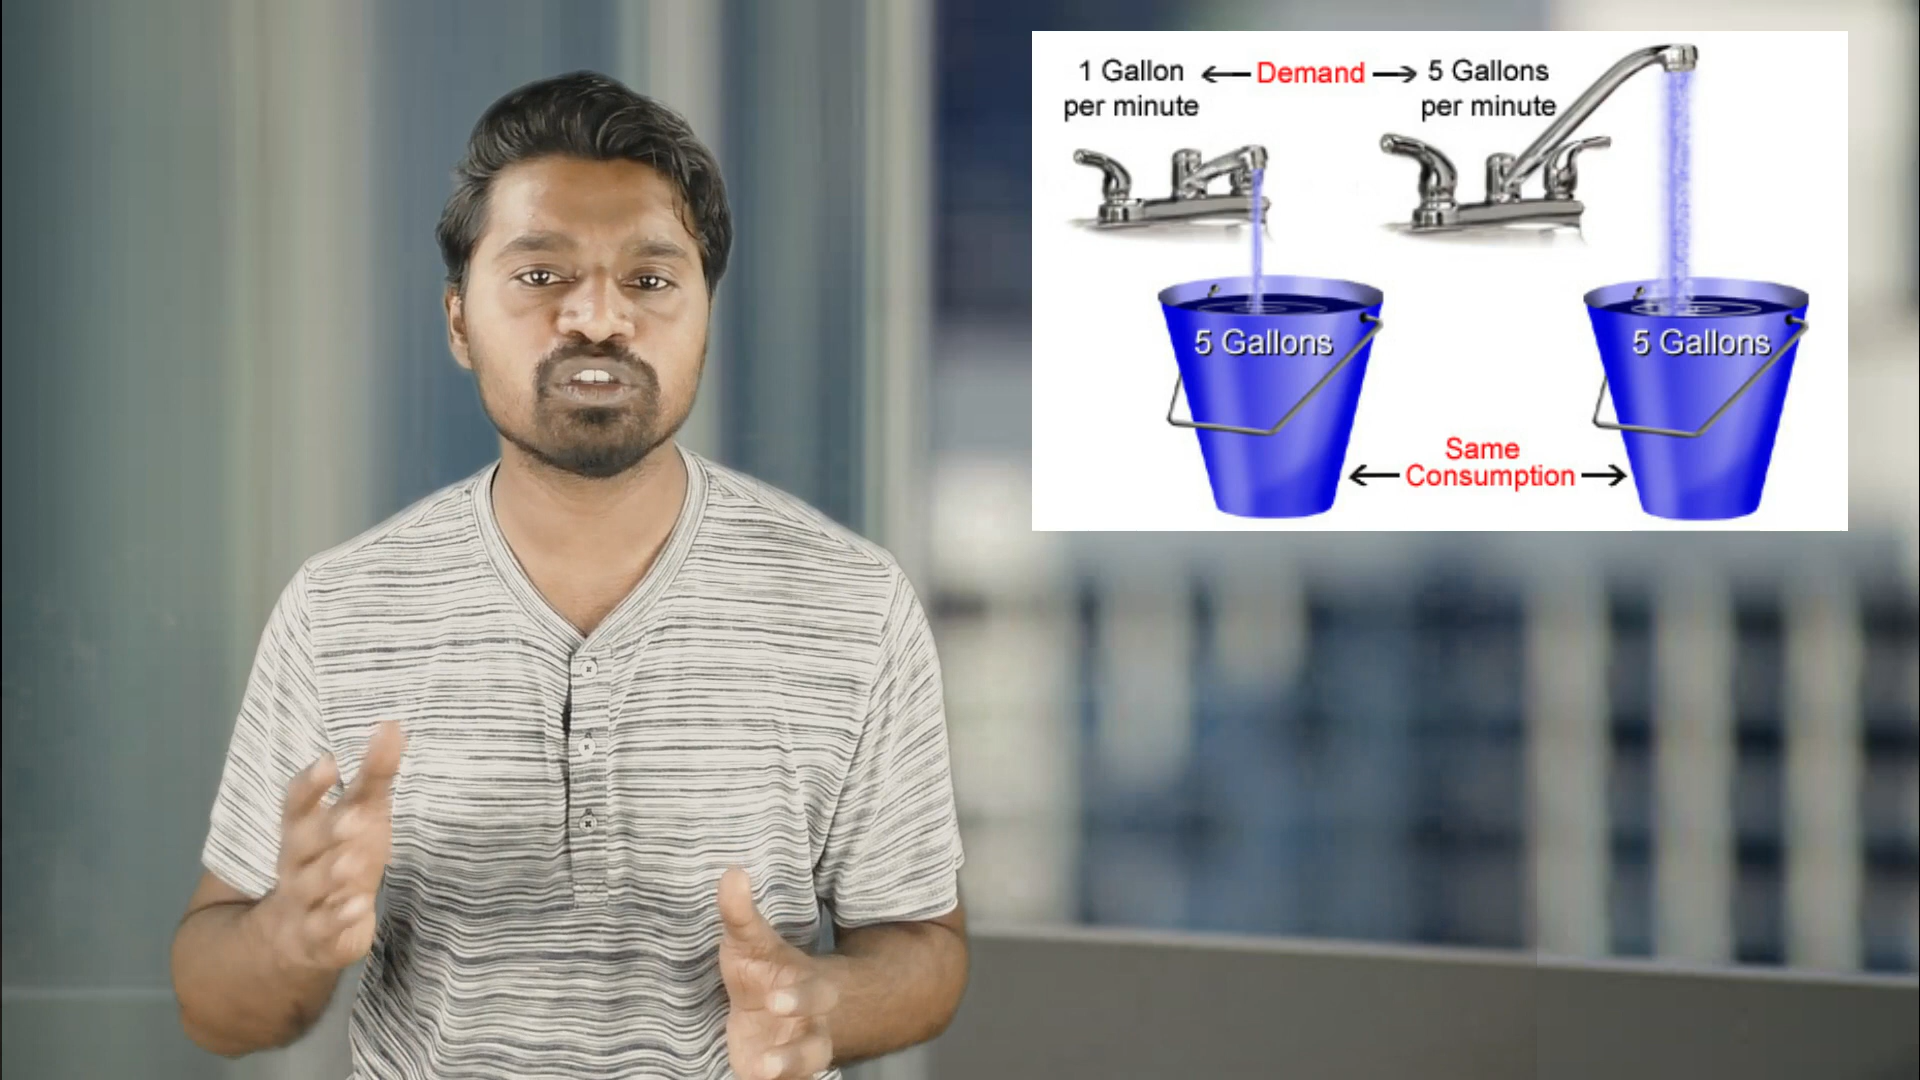 1 Gallon
per minute
Demand
5 Gallons
per minute
5 Gallons
5 Gallons
Same
Consumption